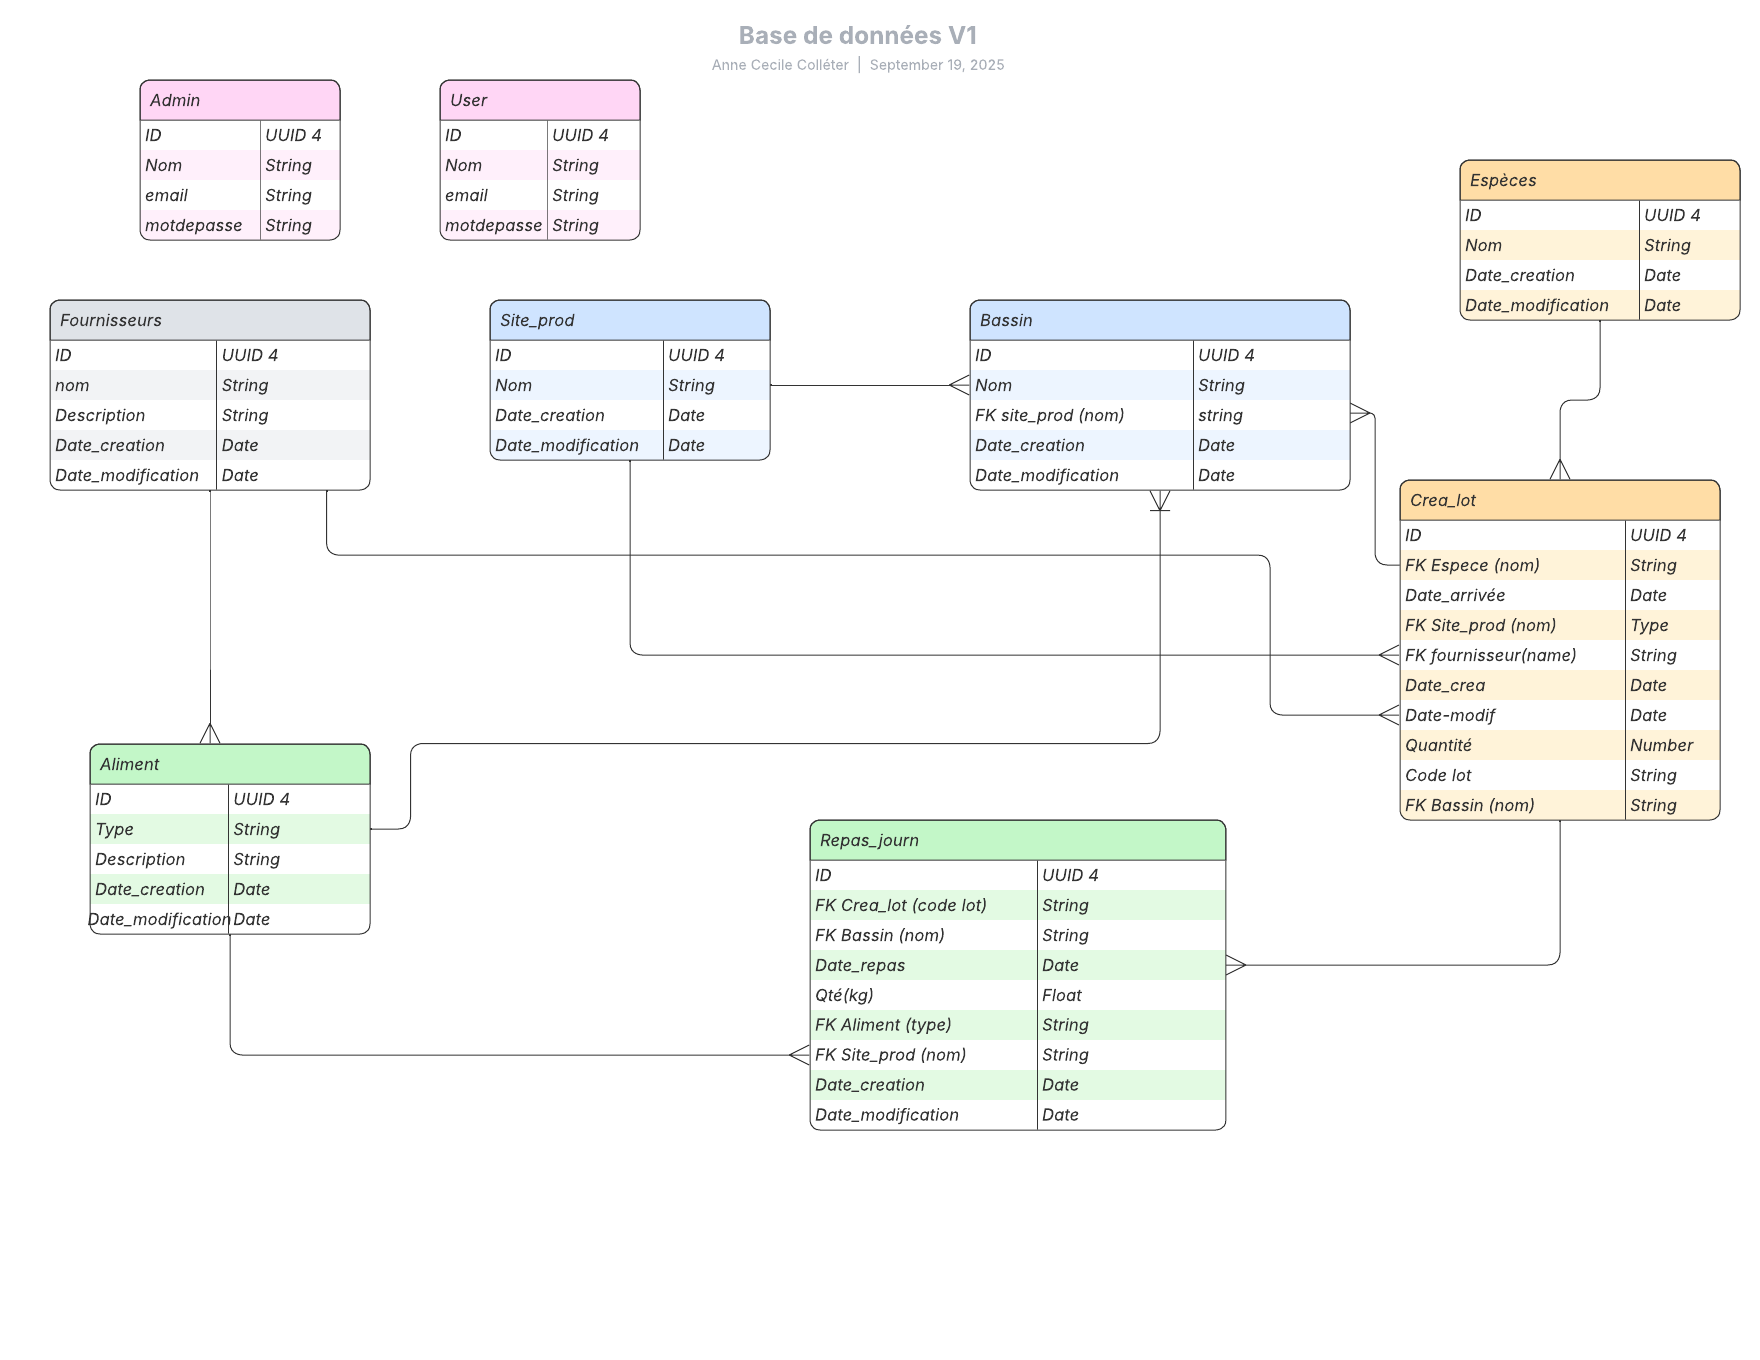 Base de données V1
Anne Cecile Colléter | September 19, 2025
Admin
ID UUID 4
Nom String
email String
motdepasse String
User
ID UUID 4
Nom String
email String
motdepasse String
Espèces
ID UUID 4
Nom String
Date_creation Date
Date_modification Date
Fournisseurs
ID UUID 4
nom String
Description String
Date_creation Date
Date_modification Date
Site_prod
ID UUID 4
Nom String
Date_creation Date
Date_modification Date
Bassin
ID UUID 4
Nom String
FK site_prod (nom) string
Date_creation Date
Date_modification Date
Crea_lot
ID UUID 4
FK Espece (nom) String
Date_arrivée Date
FK Site_prod (nom) Type
FK fournisseur(name) String
Date_crea Date
Date-modif Date
Quantité Number
Code lot String
FK Bassin (nom) String
Aliment
ID UUID 4
Type String
Description String
Date_creation Date
Date_modification Date
Repas_journ
ID UUID 4
FK Crea_lot (code lot) String
FK Bassin (nom) String
Date_repas Date
Qté(kg) Float
FK Aliment (type) String
FK Site_prod (nom) String
Date_creation Date
Date_modification Date